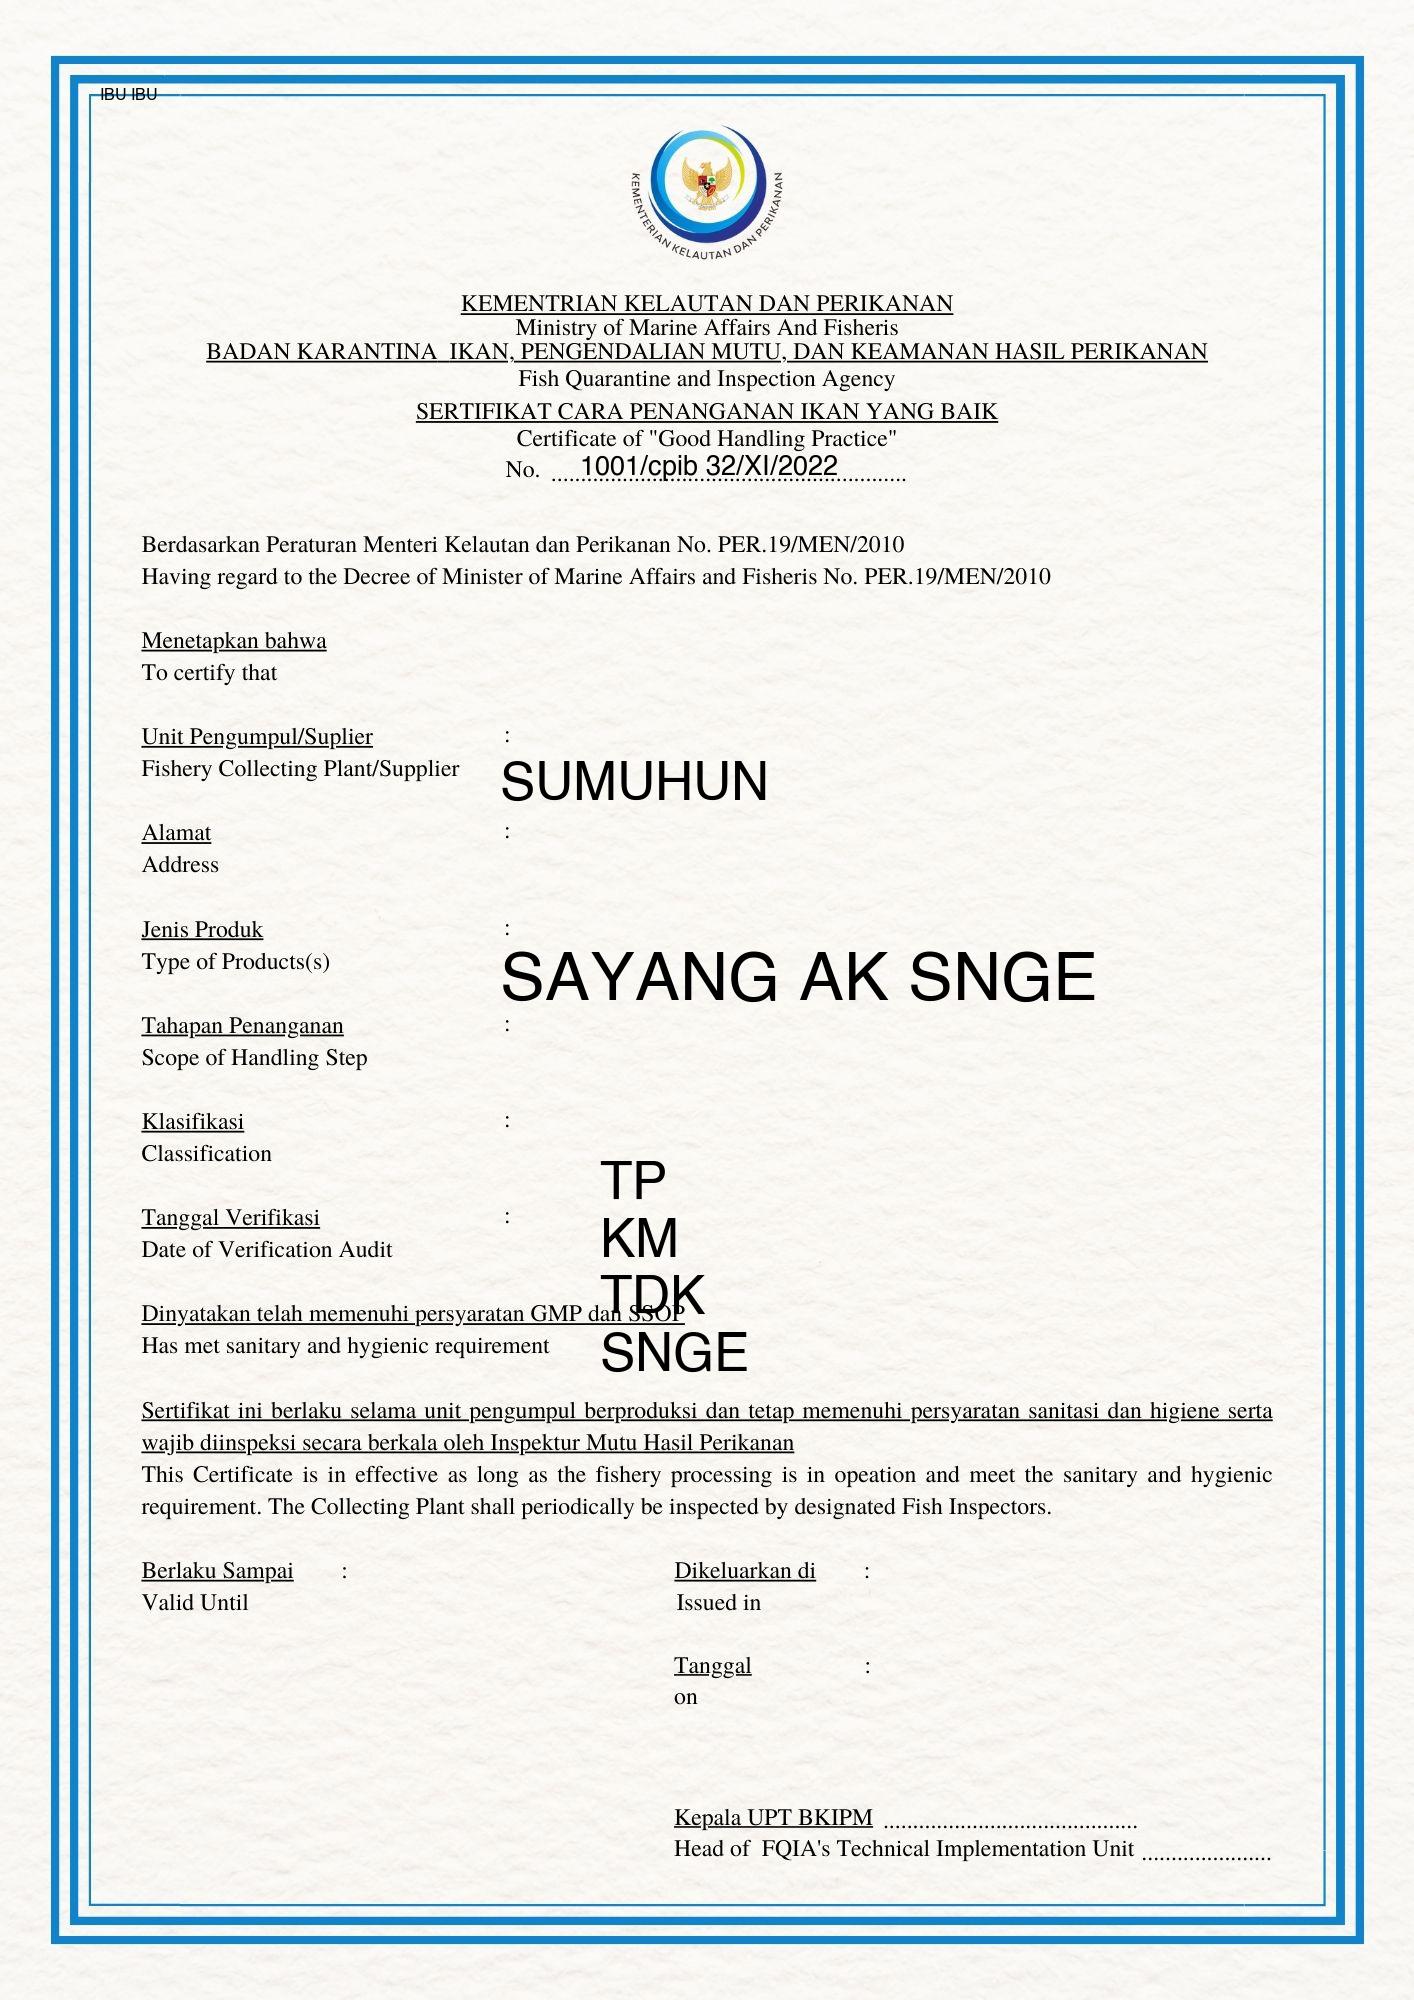 IBU IBU
KEMENTERIAN KELAUTAN DAN PERIKANAN
KEMENTRIAN KELAUTAN DAN PERIKANAN
Ministry of Marine Affairs And Fisheris
BADAN KARANTINA IKAN, PENGENDALIAN MUTU, DAN KEAMANAN HASIL PERIKANAN
Fish Quarantine and Inspection Agency
SERTIFIKAT CARA PENANGANAN IKAN YANG BAIK
Certificate of "Good Handling Practice"
No. 1001/cpib 32/XI/2022
Berdasarkan Peraturan Menteri Kelautan dan Perikanan No. PER.19/MEN/2010
Having regard to the Decree of Minister of Marine Affairs and Fisheris No. PER.19/MEN/2010
Menetapkan bahwa
To certify that
Unit Pengumpul/Suplier :
Fishery Collecting Plant/Supplier
SUMUHUN
Alamat :
Address
Jenis Produk :
Type of Products(s)
SAYANG AK SNGE
Tahapan Penanganan :
Scope of Handling Step
Klasifikasi :
Classification
TP
Tanggal Verifikasi :
KM
Date of Verification Audit
TDK
Dinyatakan telah memenuhi persyaratan GMP dan SSOP
Has met sanitary and hygienic requirement
SNGE
Sertifikat ini berlaku selama unit pengumpul berproduksi dan tetap memenuhi persyaratan sanitasi dan higiene serta
wajib diinspeksi secara berkala oleh Inspektur Mutu Hasil Perikanan
This Certificate is in effective as long as the fishery processing is in opeation and meet the sanitary and hygienic
requirement. The Collecting Plant shall periodically be inspected by designated Fish Inspectors.
Berlaku Sampai :
Valid Until
Dikeluarkan di :
Issued in
Tanggal :
on
Kepala UPT BKIPM ............................................
Head of FQIA's Technical Implementation Unit ......................